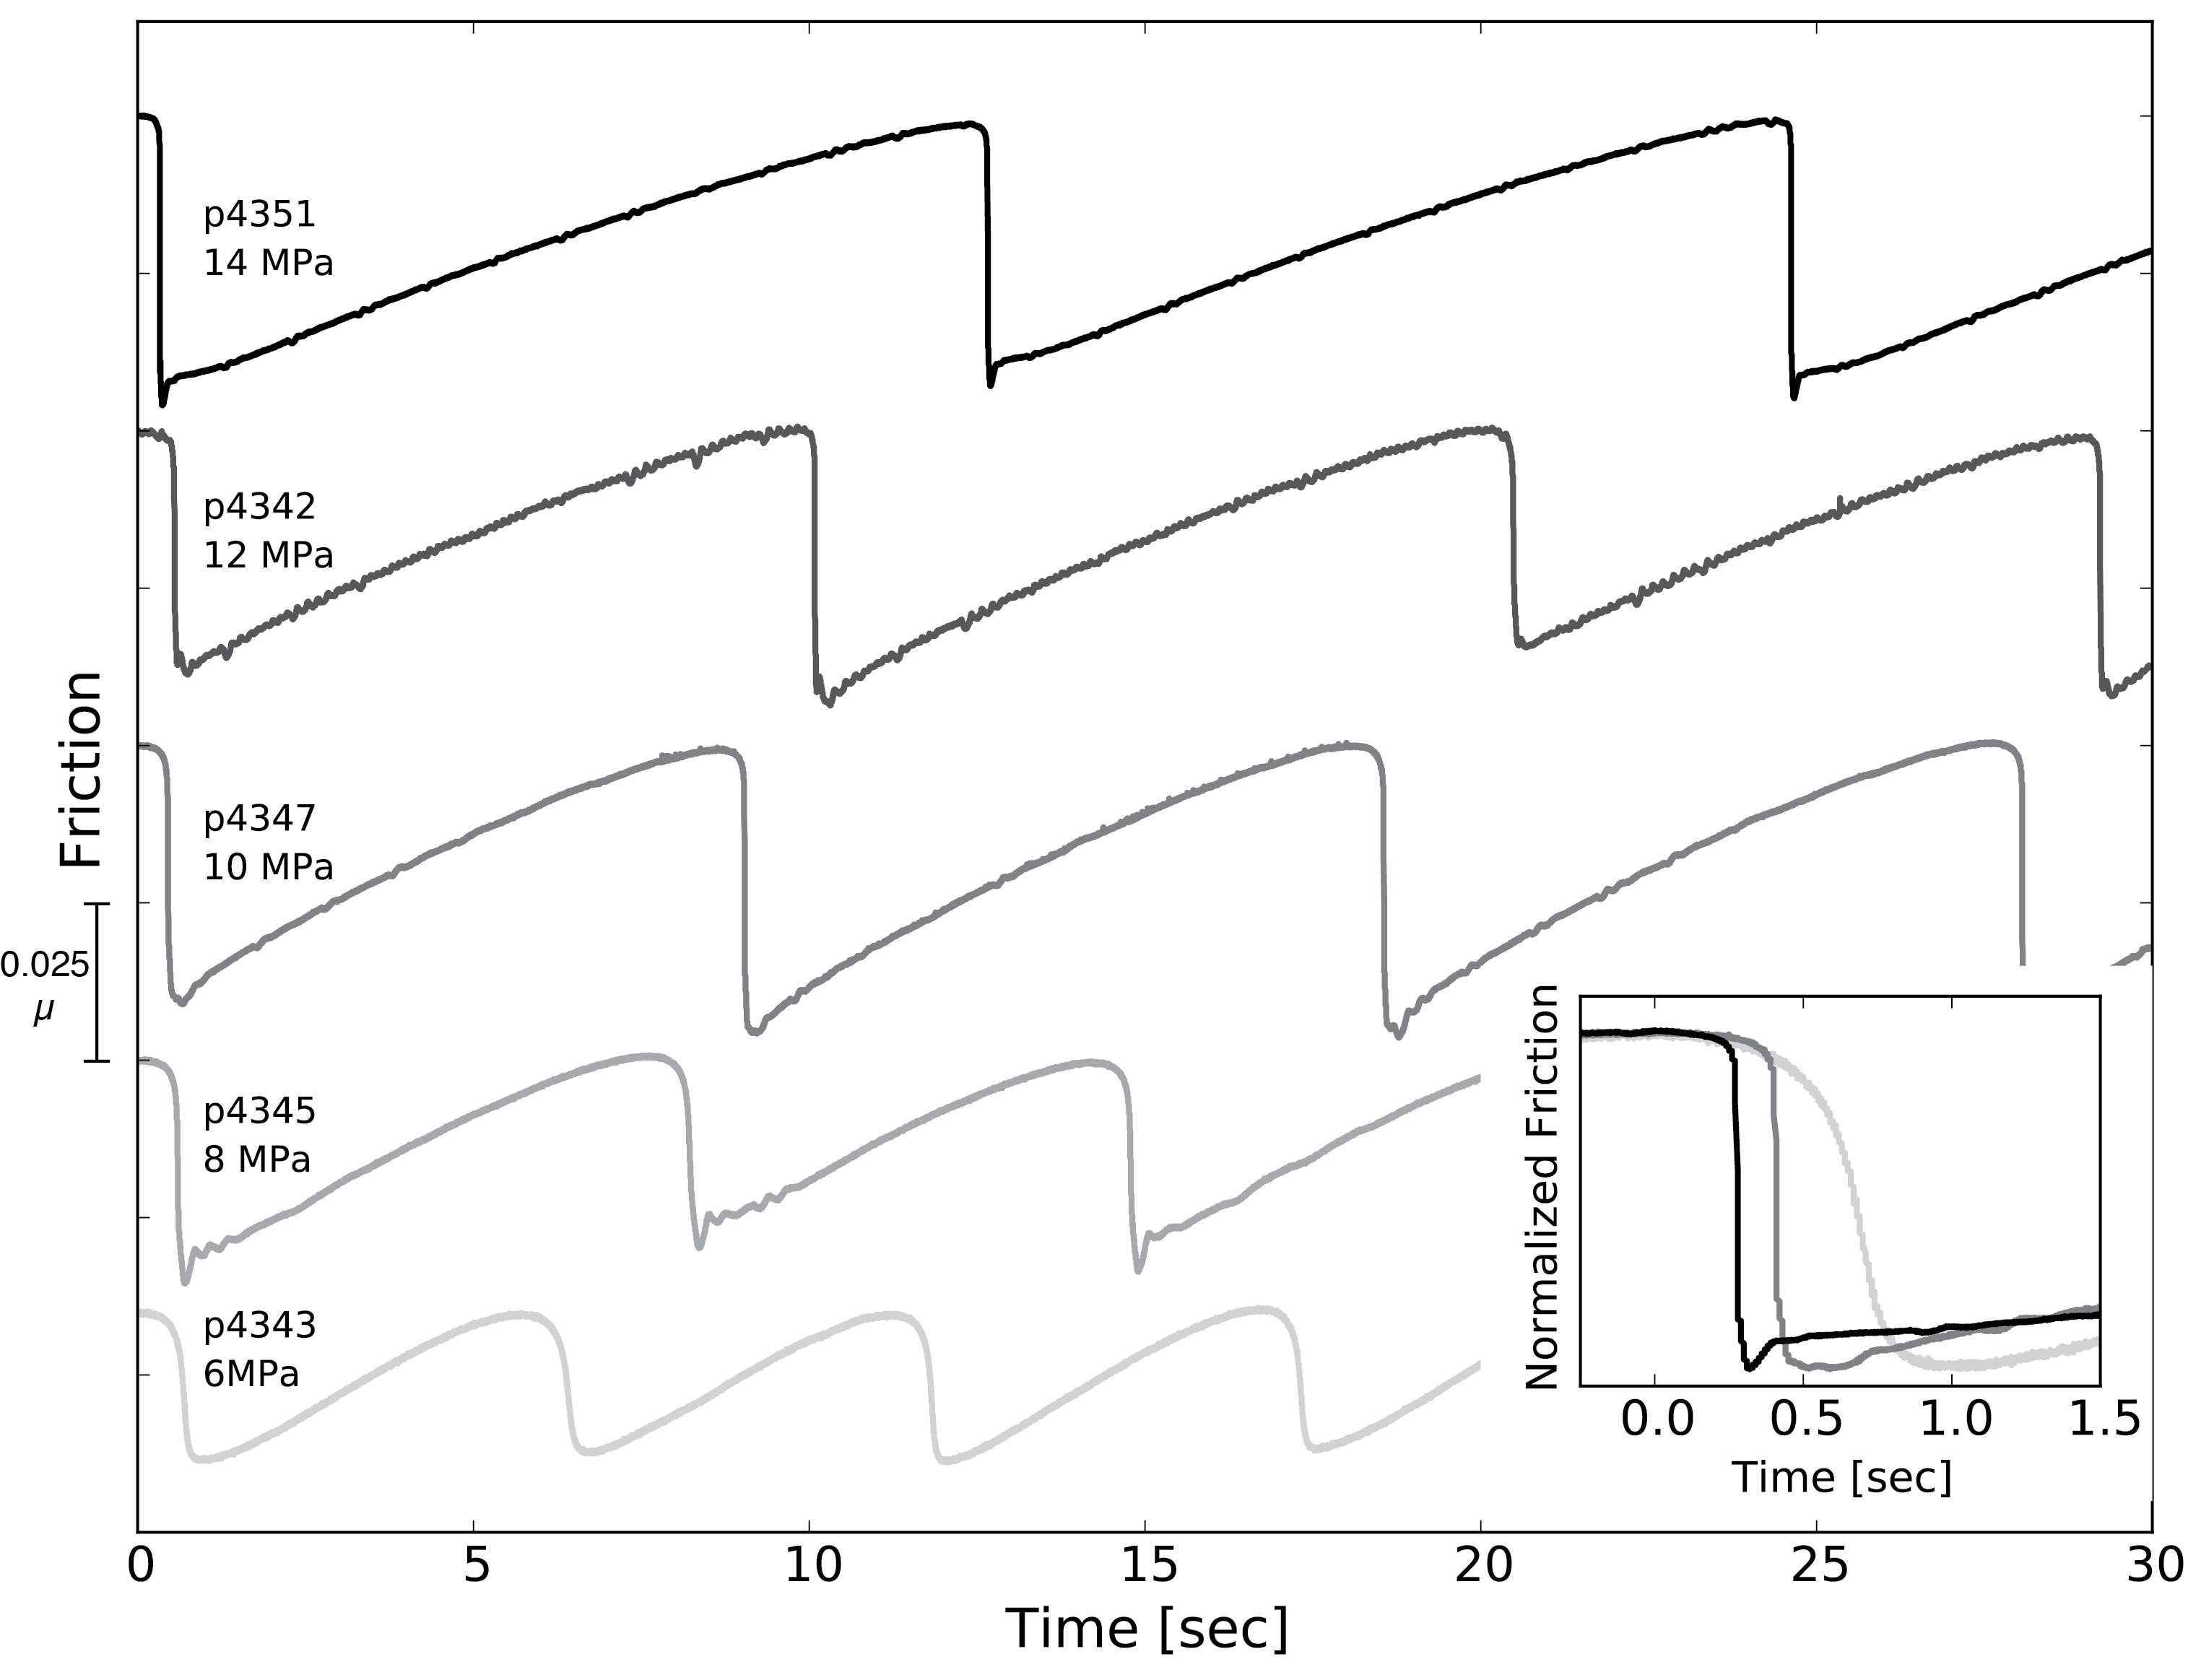 p4351
14 MPa
p4342
12 MPa
Friction
p4347
10 MPa
0.025
μ
p4345
8 MPa
p4343
6MPa
Normalized Friction
0.0 0.5 1.0 1.5
Time [sec]
0 5 10 15 20 25 30
Time [sec]